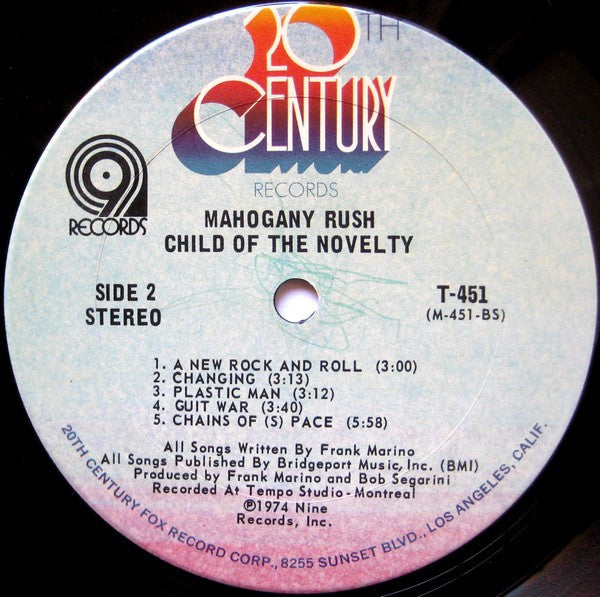 20TH
CENTURY
RECORDS
9
RECORDS
MAHOGANY RUSH
CHILD OF THE NOVELTY
SIDE 2
STEREO
T-451
(M-451-BS)
1. A NEW ROCK AND ROLL (3:00)
2. CHANGING (3:13)
3. PLASTIC MAN (3:12)
4. GUIT WAR (3:40)
5. CHAINS OF (S) PACE (5:58)
All Songs Written By Frank Marino
All Songs Published By Bridgeport Music, Inc. (BMI)
Produced by Frank Marino and Bob Segarini
Recorded At Tempo Studio - Montreal
Ⓟ1974 Nine
Records, Inc.
20TH CENTURY FOX RECORD CORP., 8255 SUNSET BLVD., LOS ANGELES, CALIF.